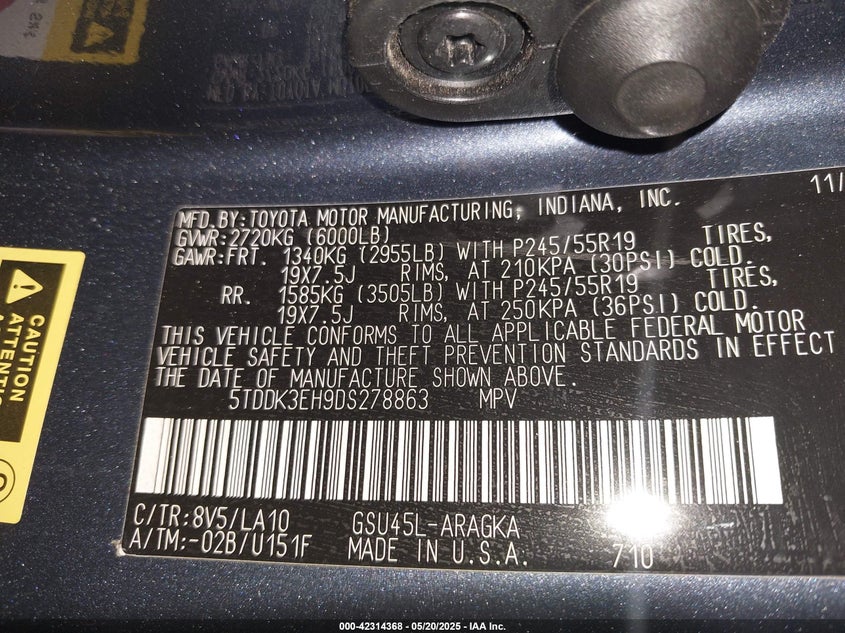 11/
MFD.BY:TOYOTA MOTOR MANUFACTURING, INDIANA, INC.
GVWR:2720KG (6000LB)
GAWR:FRT. 1340KG (2955LB) WITH P245/55R19 TIRES,
19X7.5J RIMS, AT 210KPA (30PSI) COLD.
RR. 1585KG (3505LB) WITH P245/55R19 TIRES,
19X7.5J RIMS, AT 250KPA (36PSI) COLD.
THIS VEHICLE CONFORMS TO ALL APPLICABLE FEDERAL MOTOR
VEHICLE SAFETY AND THEFT PREVENTION STANDARDS IN EFFECT
THE DATE OF MANUFACTURE SHOWN ABOVE.
5TDDK3EH9DS278863 MPV
C/TR:8V5/LA10 GSU45L-ARAGKA
A/TM:-02B/U151F MADE IN U.S.A. 710
CAUTION
000-42314368 - 05/20/2025 - IAA Inc.